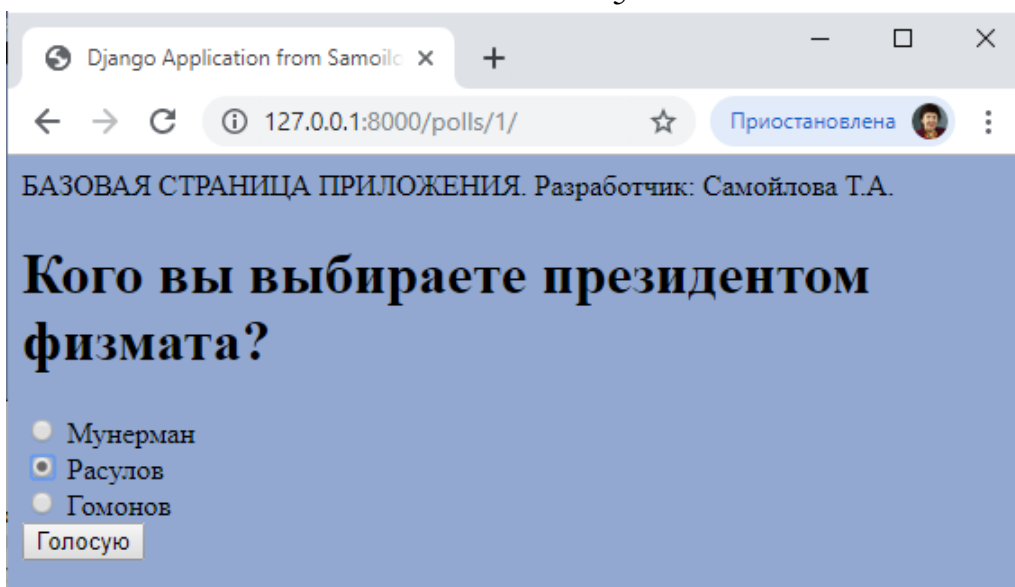 Django Application from Samoilc
127.0.0.1:8000/polls/1/
Приостановлена
БАЗОВАЯ СТРАНИЦА ПРИЛОЖЕНИЯ. Разработчик: Самойлова Т.А.
Кого вы выбираете президентом
физмата?
Мунерман
Расулов
Гомонов
Голосую